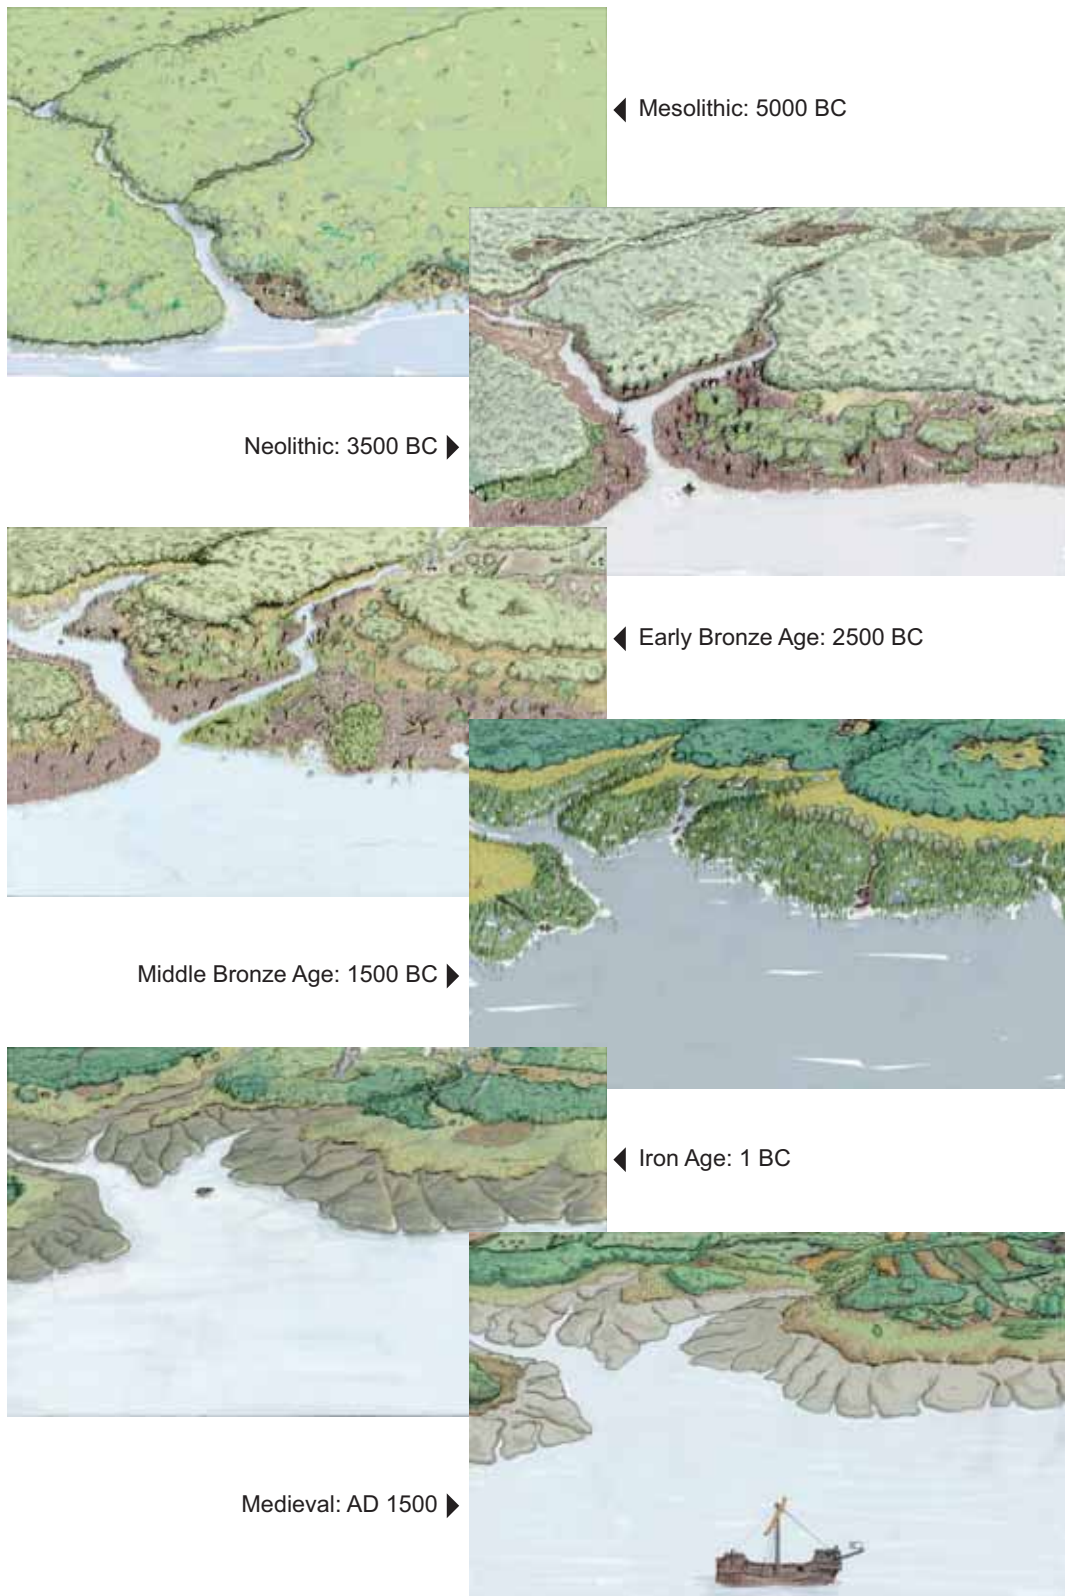 Mesolithic: 5000 BC
Neolithic: 3500 BC
Early Bronze Age: 2500 BC
Middle Bronze Age: 1500 BC
Iron Age: 1 BC
Medieval: AD 1500